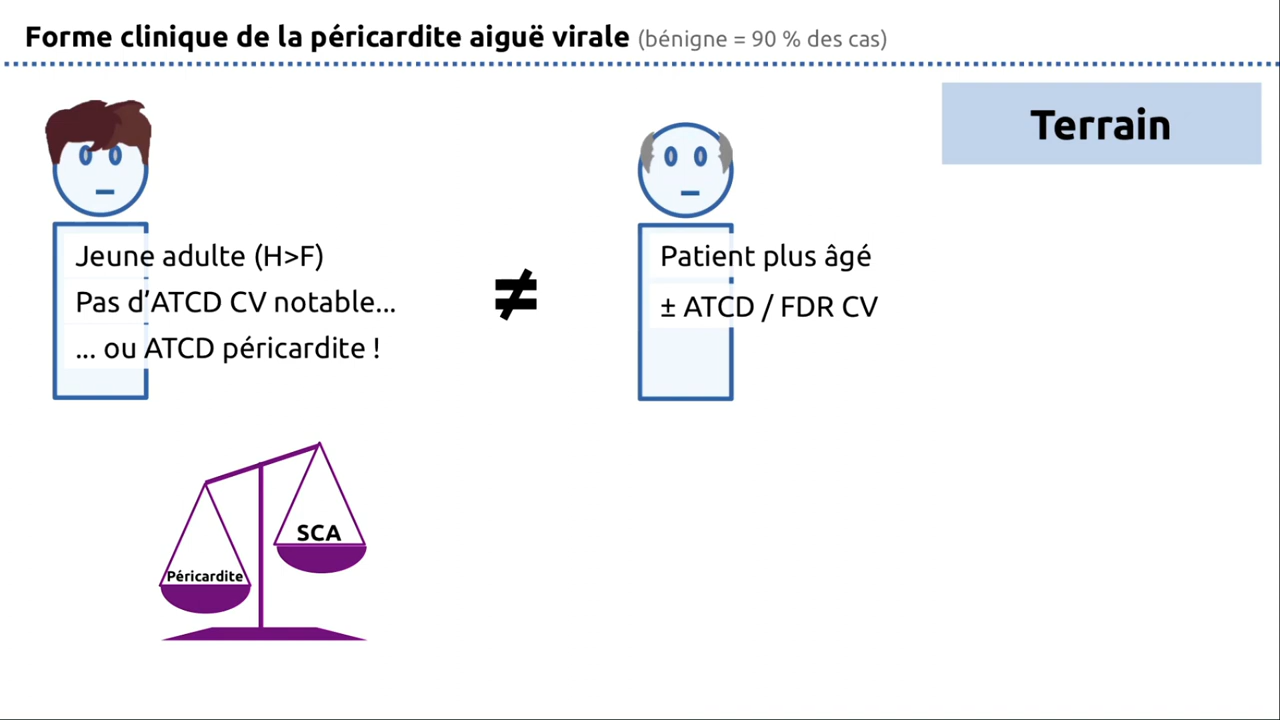 Forme clinique de la péricardite aiguë virale (bénigne = 90 % des cas)
Terrain
Jeune adulte (H>F)
Pas d’ATCD CV notable...
... ou ATCD péricardite !
≠
Patient plus âgé
± ATCD / FDR CV
SCA
Péricardite